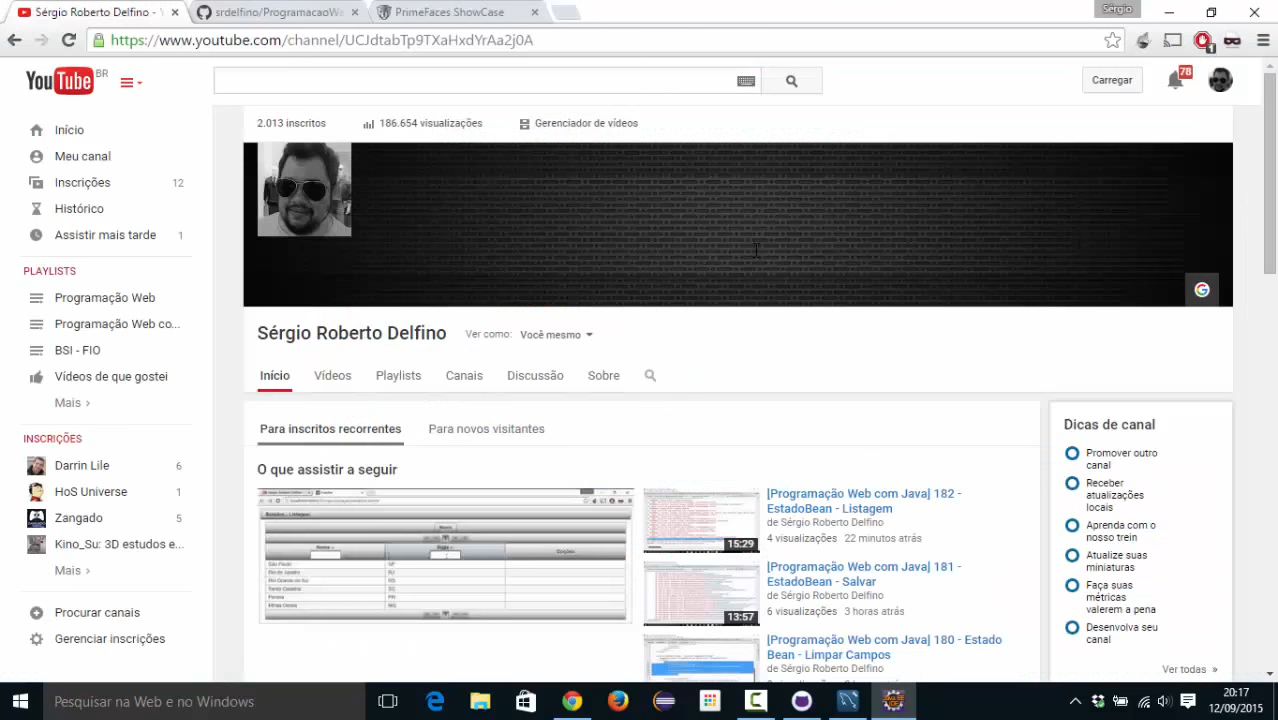 Sérgio Roberto Delfino -
srdelfino/ProgramacaoWe
PrimeFaces ShowCase
Sérgio
https://www.youtube.com/channel/UCJdtabTp9TXaHxdYrAa2j0A
1
YouTube BR
Carregar
78
Início
Meu canal
Inscrições 12
Histórico
Assistir mais tarde 1
PLAYLISTS
Programação Web
Programação Web co...
BSI - FIO
Vídeos de que gostei
Mais ›
INSCRIÇÕES
Darrin Lile 6
HoS Universe 1
Zangado 5
Kino_Su: 3D estudos e...
Mais ›
Procurar canais
Gerenciar inscrições
2.013 inscritos 186.654 visualizações Gerenciador de vídeos
G
Sérgio Roberto Delfino Ver como: Você mesmo
Início Vídeos Playlists Canais Discussão Sobre
Para inscritos recorrentes Para novos visitantes
O que assistir a seguir
[Programação Web com Java] 182 -
EstadoBean - Listagem
de Sérgio Roberto Delfino
4 visualizações 22 minutos atrás
15:29
[Programação Web com Java] 181 -
EstadoBean - Salvar
de Sérgio Roberto Delfino
6 visualizações 3 horas atrás
13:57
[Programação Web com Java] 180 - Estado
Bean - Limpar Campos
de Sérgio Roberto Delfino
Dicas de canal
Promover outro
canal
Receber
atualizações
Aprenda com o
nosso trem
Atualize suas
miniaturas
Faça as
métricas
valerem a pena
Desenvolva seu
canal
Ver todas »
Pesquisar na Web e no Windows
20:17
12/09/2015